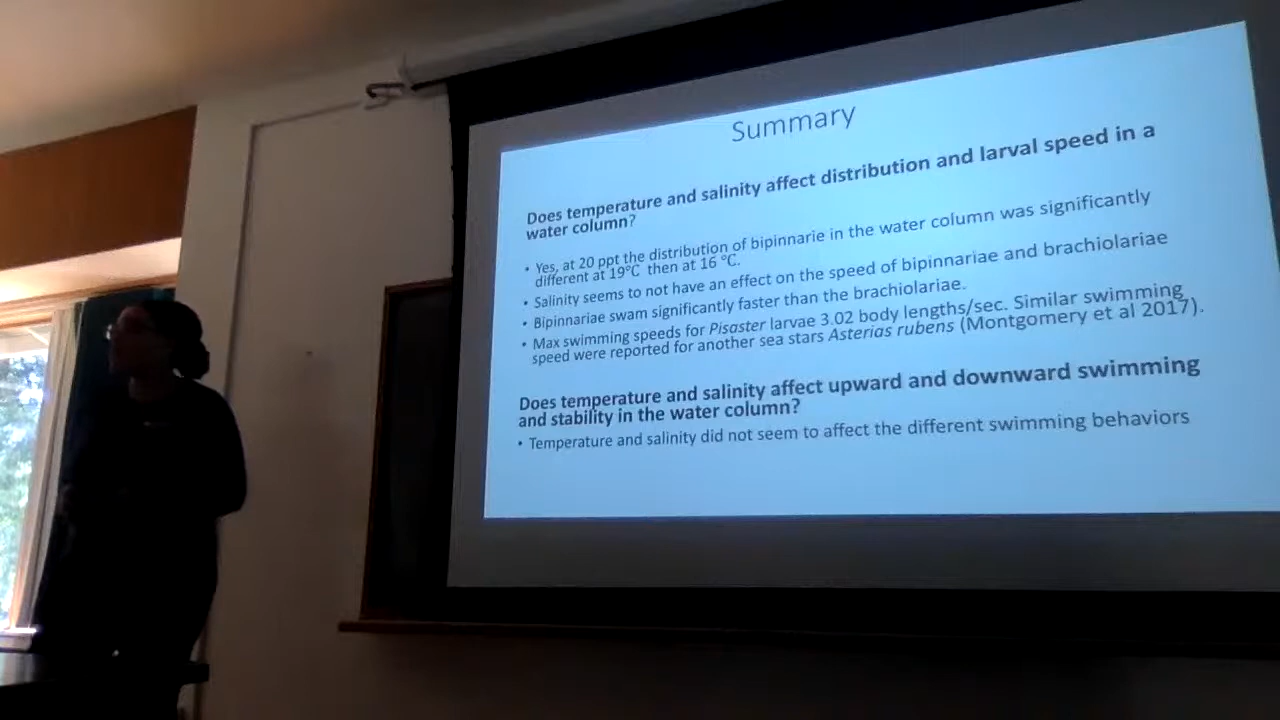 Summary
Does temperature and salinity affect distribution and larval speed in a
water column?
• Yes, at 20 ppt the distribution of bipinnarie in the water column was significantly
different at 19°C then at 16 °C.
• Salinity seems to not have an effect on the speed of bipinnariae and brachiolariae
• Bipinnariae swam significantly faster than the brachiolariae.
• Max swimming speeds for Pisaster larvae 3.02 body lengths/sec. Similar swimming
speed were reported for another sea stars Asterias rubens (Montgomery et al 2017).
Does temperature and salinity affect upward and downward swimming
and stability in the water column?
• Temperature and salinity did not seem to affect the different swimming behaviors